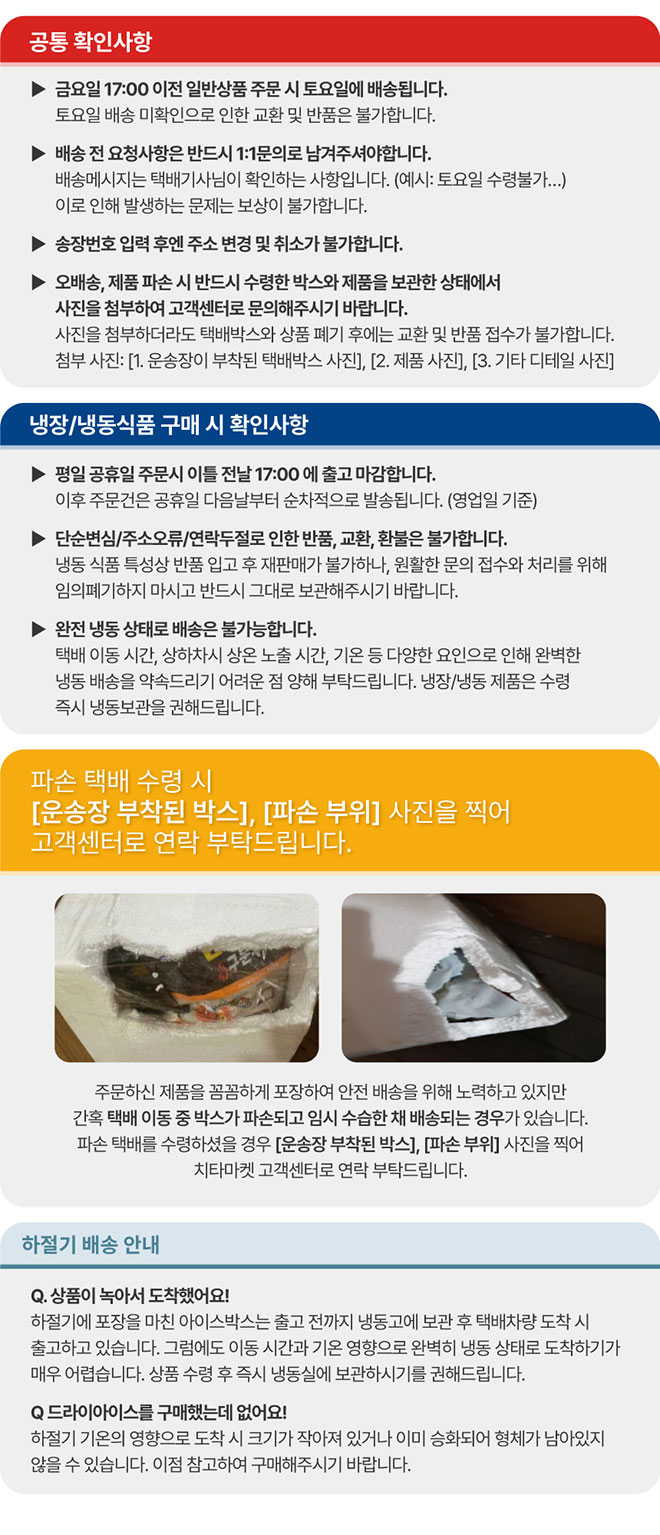 공통 확인사항
▶ 금요일 17:00 이전 일반상품 주문 시 토요일에 배송됩니다.
토요일 배송 미확인으로 인한 교환 및 반품은 불가합니다.
▶ 배송 전 요청사항은 반드시 1:1문의로 남겨주셔야합니다.
배송메시지는 택배기사님이 확인하는 사항입니다. (예시: 토요일 수령불가...)
이로 인해 발생하는 문제는 보상이 불가합니다.
▶ 송장번호 입력 후엔 주소 변경 및 취소가 불가합니다.
▶ 오배송, 제품 파손 시 반드시 수령한 박스와 제품을 보관한 상태에서
사진을 첨부하여 고객센터로 문의해주시기 바랍니다.
사진을 첨부하더라도 택배박스와 상품 폐기 후에는 교환 및 반품 접수가 불가합니다.
첨부 사진: [1. 운송장이 부착된 택배박스 사진], [2. 제품 사진], [3. 기타 디테일 사진]
냉장/냉동식품 구매 시 확인사항
▶ 평일 공휴일 주문시 이틀 전날 17:00 에 출고 마감합니다.
이후 주문건은 공휴일 다음날부터 순차적으로 발송됩니다. (영업일 기준)
▶ 단순변심/주소오류/연락두절로 인한 반품, 교환, 환불은 불가합니다.
냉동 식품 특성상 반품 입고 후 재판매가 불가하나, 원활한 문의 접수와 처리를 위해
임의폐기하지 마시고 반드시 그대로 보관해주시기 바랍니다.
▶ 완전 냉동 상태로 배송은 불가능합니다.
택배 이동 시간, 상하차시 상온 노출 시간, 기온 등 다양한 요인으로 인해 완벽한
냉동 배송을 약속드리기 어려운 점 양해 부탁드립니다. 냉장/냉동 제품은 수령
즉시 냉동보관을 권해드립니다.
파손 택배 수령 시
[운송장 부착된 박스], [파손 부위] 사진을 찍어
고객센터로 연락 부탁드립니다.
주문하신 제품을 꼼꼼하게 포장하여 안전 배송을 위해 노력하고 있지만
간혹 택배 이동 중 박스가 파손되고 임시 수습한 채 배송되는 경우가 있습니다.
파손 택배를 수령하셨을 경우 [운송장 부착된 박스], [파손 부위] 사진을 찍어
치타마켓 고객센터로 연락 부탁드립니다.
하절기 배송 안내
Q. 상품이 녹아서 도착했어요!
하절기에 포장을 마친 아이스박스는 출고 전까지 냉동고에 보관 후 택배차량 도착 시
출고하고 있습니다. 그럼에도 이동 시간과 기온 영향으로 완벽히 냉동 상태로 도착하기가
매우 어렵습니다. 상품 수령 후 즉시 냉동실에 보관하시기를 권해드립니다.
Q 드라이아이스를 구매했는데 없어요!
하절기 기온의 영향으로 도착 시 크기가 작아져 있거나 이미 승화되어 형체가 남아있지
않을 수 있습니다. 이점 참고하여 구매해주시기 바랍니다.